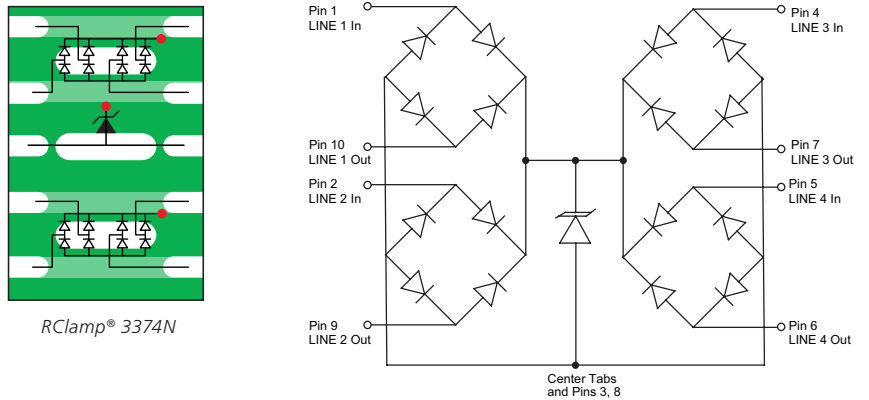 RClamp® 3374N
Pin 1
LINE 1 In
Pin 10
LINE 1 Out
Pin 2
LINE 2 In
Pin 9
LINE 2 Out
Pin 4
LINE 3 In
Pin 7
LINE 3 Out
Pin 5
LINE 4 In
Pin 6
LINE 4 Out
Center Tabs
and Pins 3, 8